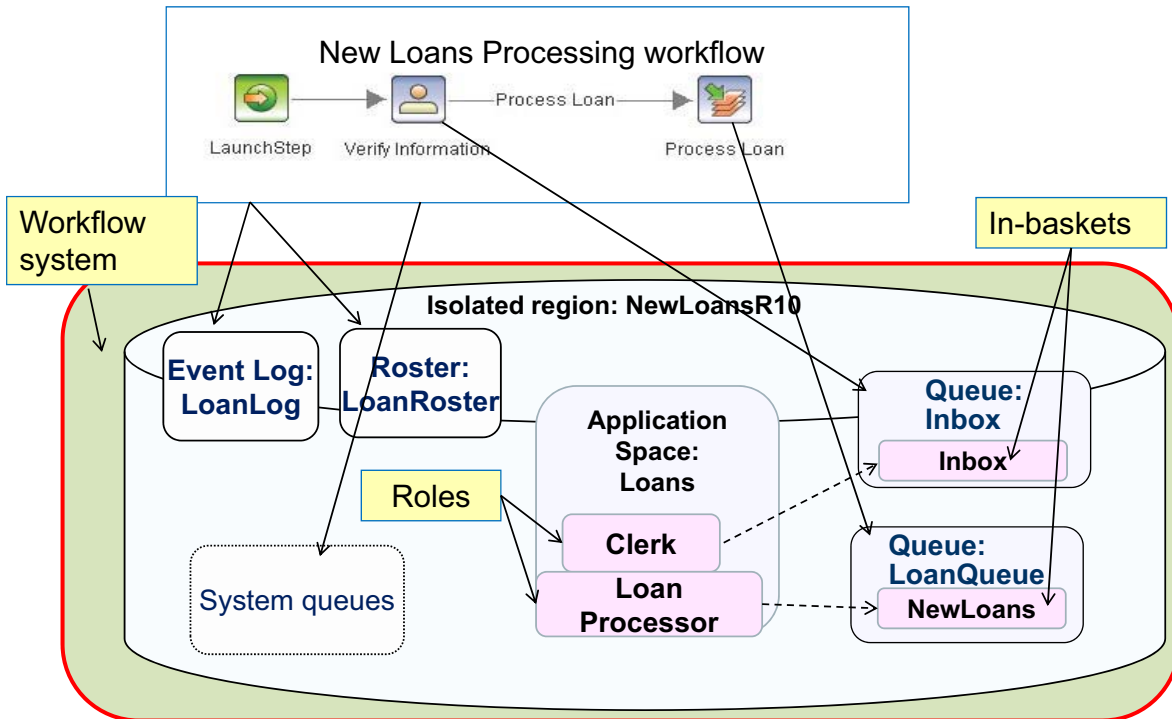 New Loans Processing workflow
Process Loan
LaunchStep
Verify Information
Process Loan
Workflow
system
In-baskets
Isolated region: NewLoansR10
Event Log:
LoanLog
Roster:
LoanRoster
Application
Space:
Loans
Queue:
Inbox
Inbox
Roles
Clerk
Loan
Processor
System queues
Queue:
LoanQueue
NewLoans